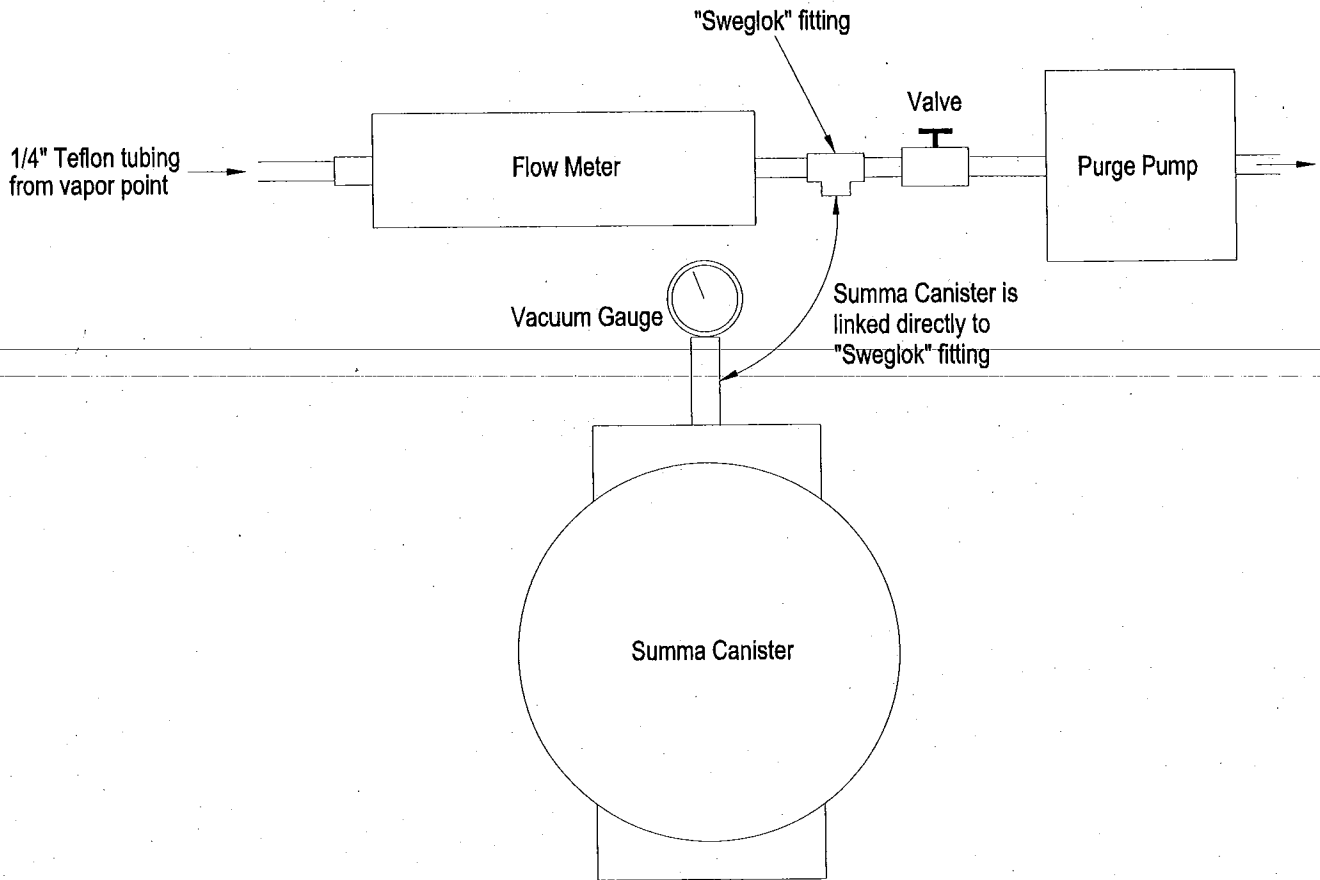 "Sweglok" fitting
Valve
1/4" Teflon tubing
from vapor point
Flow Meter
Purge Pump
Vacuum Gauge
Summa Canister is
linked directly to
"Sweglok" fitting
Summa Canister